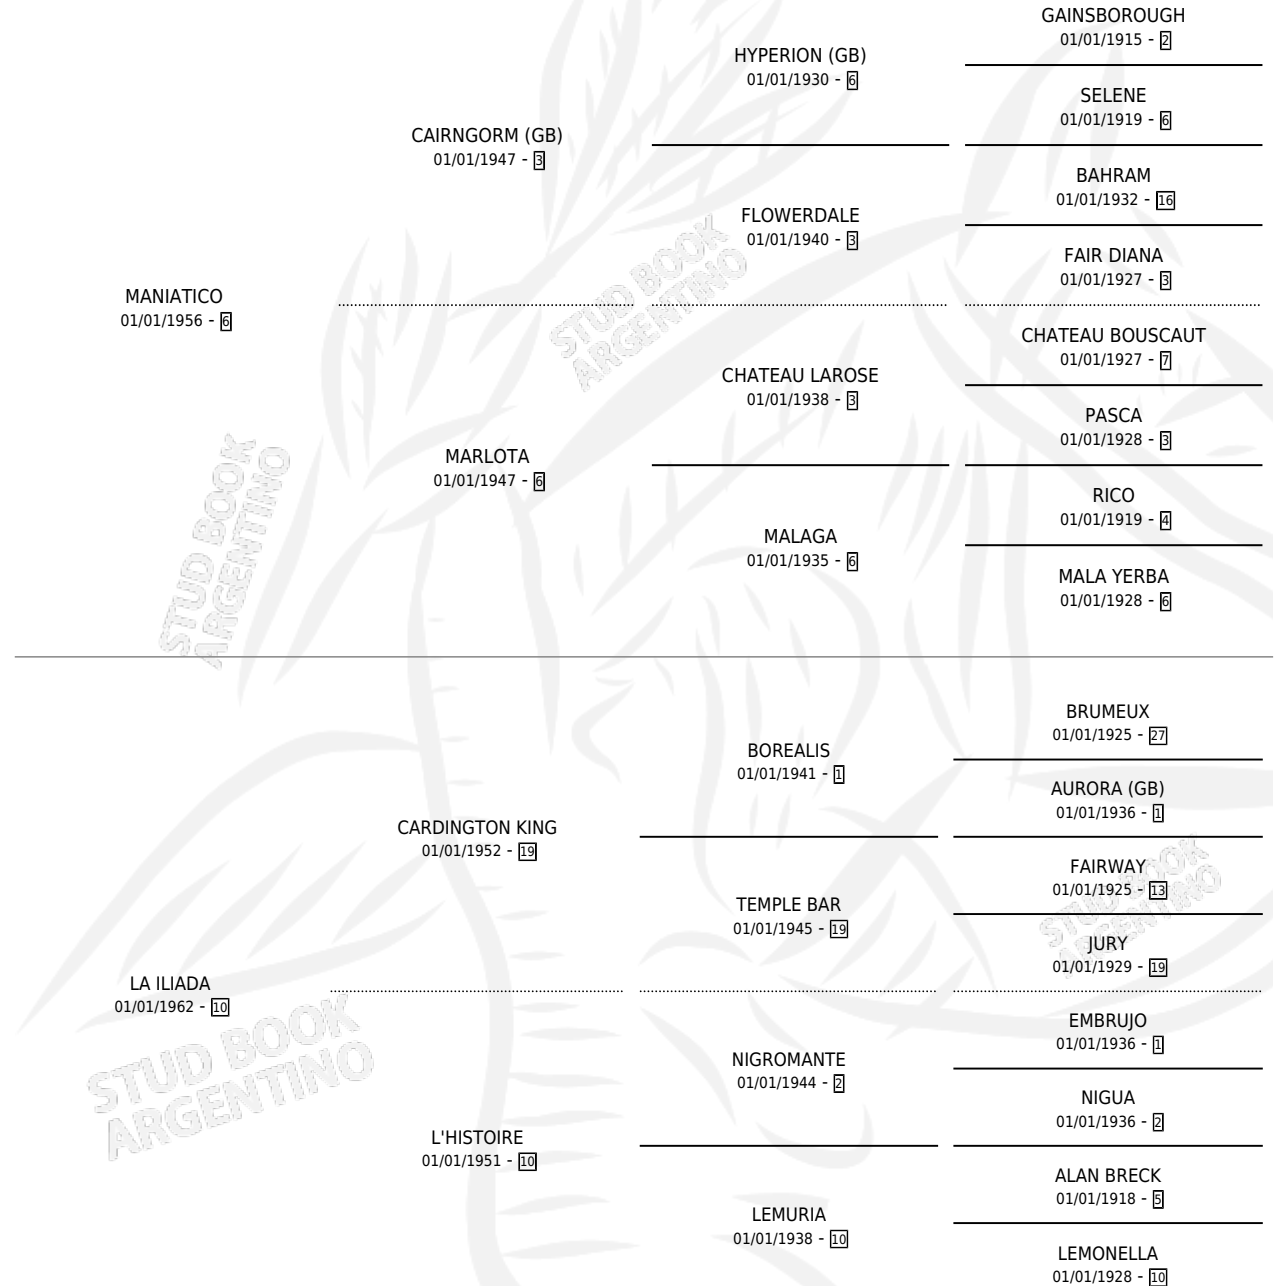 GAINSBOROUGH
01/01/1915 - 2
HYPERION (GB)
01/01/1930 - 6
SELENE
01/01/1919 - 6
CAIRNGORM (GB)
01/01/1947 - 3
BAHRAM
01/01/1932 - 16
FLOWERDALE
01/01/1940 - 3
FAIR DIANA
01/01/1927 - 3
MANIATICO
01/01/1956 - 6
CHATEAU BOUSCAUT
01/01/1927 - 7
CHATEAU LAROSE
01/01/1938 - 3
PASCA
01/01/1928 - 3
MARLOTA
01/01/1947 - 6
RICO
01/01/1919 - 4
MALAGA
01/01/1935 - 6
MALA YERBA
01/01/1928 - 6
BRUMEUX
01/01/1925 - 27
BOREALIS
01/01/1941 - 1
AURORA (GB)
01/01/1936 - 1
CARDINGTON KING
01/01/1952 - 19
FAIRWAY
01/01/1925 - 13
TEMPLE BAR
01/01/1945 - 19
JURY
01/01/1929 - 19
LA ILIADA
01/01/1962 - 10
EMBRUJO
01/01/1936 - 1
NIGROMANTE
01/01/1944 - 2
NIGUA
01/01/1936 - 2
L'HISTOIRE
01/01/1951 - 10
ALAN BRECK
01/01/1918 - 5
LEMURIA
01/01/1938 - 10
LEMONELLA
01/01/1928 - 10
STUD BOOK
ARGENTINO
STUD BOOK
ARGENTINO
STUD BOOK
ARGENTINO
STUD BOOK
ARGENTINO